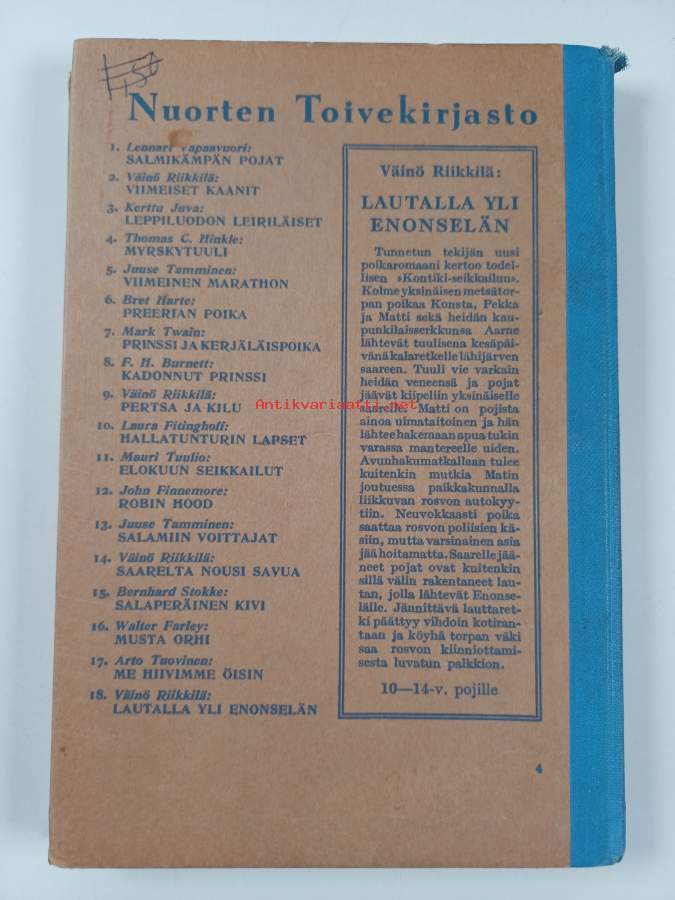 Nuorten Toivekirjasto
1. Lennart Vapaavuori:
SALMIKÄMPÄN POJAT
2. Väinö Riikkilä:
VIIMEISET KAANIT
3. Kerttu Juva:
LEPPILUODON LEIRILÄISET
4. Thomas C. Hinkle:
MYRSKYTUULI
5. Juuse Tamminen:
VIIMEINEN MARATHON
6. Bret Harte:
PREERIAN POIKA
7. Mark Twain:
PRINSSI JA KERJÄLÄISPOIKA
8. F. H. Burnett:
KADONNUT PRINSSI
9. Väinö Riikkilä:
PERTSA JA KILU
10. Laura Fitinghoff:
HALLATUNTURIN LAPSET
11. Mauri Tuulio:
ELOKUUN SEIKKAILUT
12. John Finnemore:
ROBIN HOOD
13. Juuse Tamminen:
SALAMIIN VOITTAJAT
14. Väinö Riikkilä:
SAARELTA NOUSI SAVUA
15. Bernhard Stokke:
SALAPERÄINEN KIVI
16. Walter Farley:
MUSTA ORHI
17. Arto Tuovinen:
ME HIIVIMME ÖISIN
18. Väinö Riikkilä:
LAUTALLA YLI ENONSELÄN
Väinö Riikkilä:
LAUTALLA YLI
ENONSELÄN
Tunnetun tekijän uusi
poikaromaani kertoo todel-
lisen »Kontiki-seikkailun».
Kolme yksinäisen metsätor-
pan poikaa Konsta, Pekka
ja Matti sekä heidän kau-
punkilaisserkkunsa Aarne
lähtevät tuulisena kesäpäi-
vänä kalaretkelle lähijärven
saareen. Tuuli vie varkain
heidän veneensä ja pojat
jäävät kiipeliin yksinäiselle
saarelle. Matti on pojista
ainoa uimataitoinen ja hän
lähtee hakemaan apua tukin
varassa mantereelle uiden.
Avunhakumatkallaan tulee
kuitenkin mutkia Matin
joutuessa paikkakunnalla
liikkuvan rosvon autokyy-
tiin. Neuvokkaasti poika
saattaa rosvon poliisien kä-
siin, mutta varsinainen asia
jää hoitamatta. Saarelle jää-
neet pojat ovat kuitenkin
sillä välin rakentaneet lau-
tan, jolla lähtevät Enonse-
lälle. Jännittävä lauttaret-
ki päättyy vihdoin kotiran-
taan ja köyhä torpan väki
saa rosvon kiinniottami-
sesta luvatun palkkion.
10—14-v. pojille
4
Antikvariaatti.net